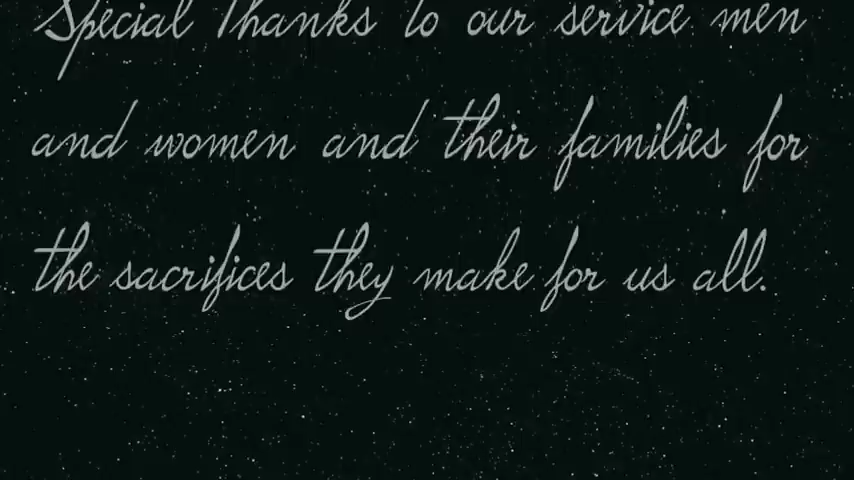 Special Thanks to our service men
and women and their families for
the sacrifices they make for us all.